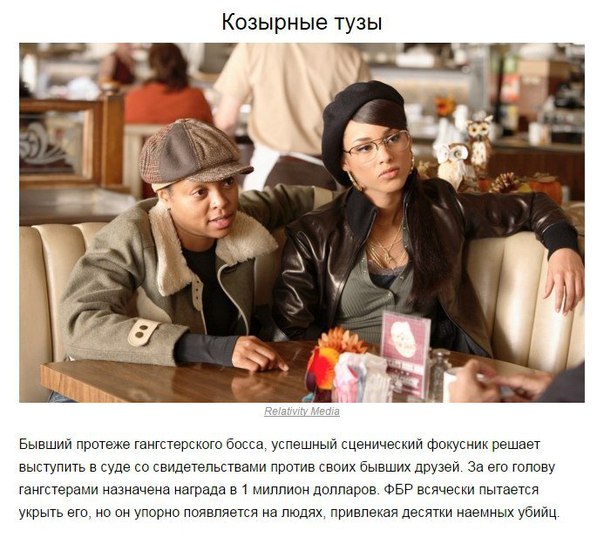 Козырные тузы
Relativity Media
Бывший протеже гангстерского босса, успешный сценический фокусник решает
выступить в суде со свидетельствами против своих бывших друзей. За его голову
гангстерами назначена награда в 1 миллион долларов. ФБР всячески пытается
укрыть его, но он упорно появляется на людях, привлекая десятки наемных убийц.